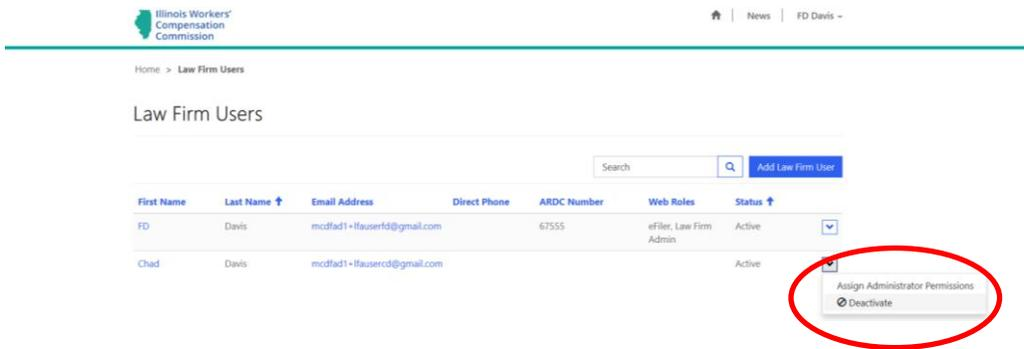 Illinois Workers'
Compensation
Commission
News
FD Davis
Home > Law Firm Users
Law Firm Users
Search
Add Law Firm User
First Name Last Name ↑ Email Address Direct Phone ARDC Number Web Roles Status ↑
FD Davis mcdfad1+lfauserfd@gmail.com 67555 eFiler, Law Firm Admin Active
Chad Davis mcdfad1+lfausercd@gmail.com Active
Assign Administrator Permissions
Deactivate